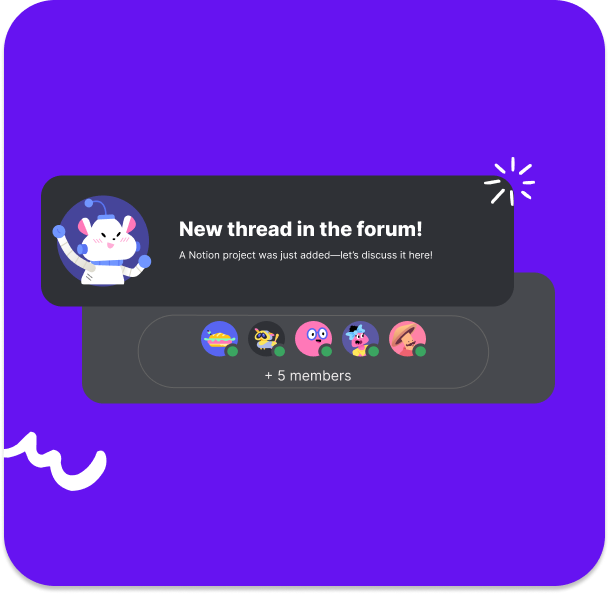 New thread in the forum!
A Notion project was just added—let's discuss it here!
+ 5 members